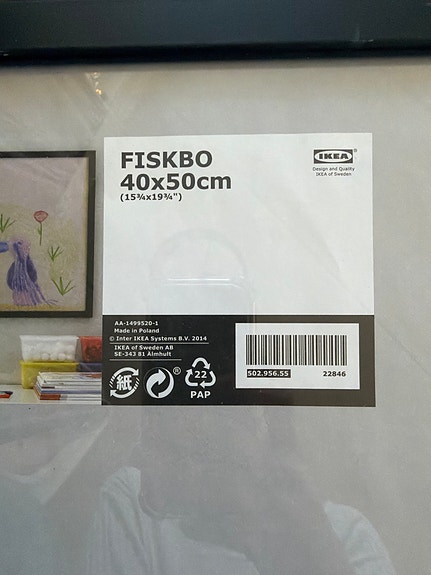 FISKBO
40x50cm
(15¾x19¾")
IKEA®
Design and Quality
IKEA of Sweden
AA-1499520-1
Made in Poland
© Inter IKEA Systems B.V. 2014
IKEA of Sweden AB
SE-343 81 Älmhult
紙
®
22
PAP
502.956.55
22846